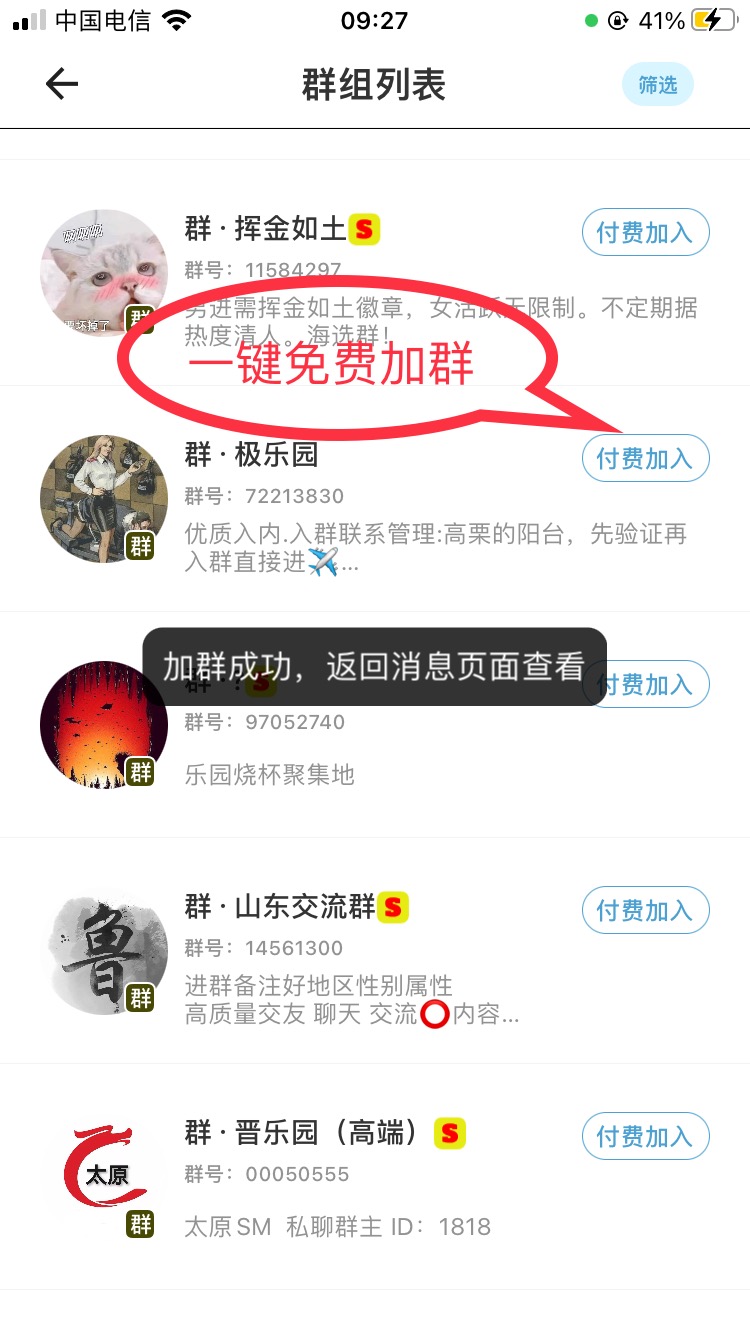 中国电信
09:27
41%
群组列表
筛选
群·挥金如土S
付费加入
群号：11584297
男进需挥金如土徽章，女活跃无限制。不定期据
热度清人。海选群！
群
一键免费加群
群·极乐园
付费加入
群号：72213830
优质入内.入群联系管理:高栗的阳台，先验证再
入群直接进✈️...
群
加群成功，返回消息页面查看
付费加入
群号：97052740
乐园烧杯聚集地
群
群·山东交流群S
付费加入
群号：14561300
进群备注好地区性别属性
高质量交友 聊天 交流⭕内容...
鲁
群
群·晋乐园（高端）S
付费加入
群号：00050555
太原
群
太原SM 私聊群主 ID：1818